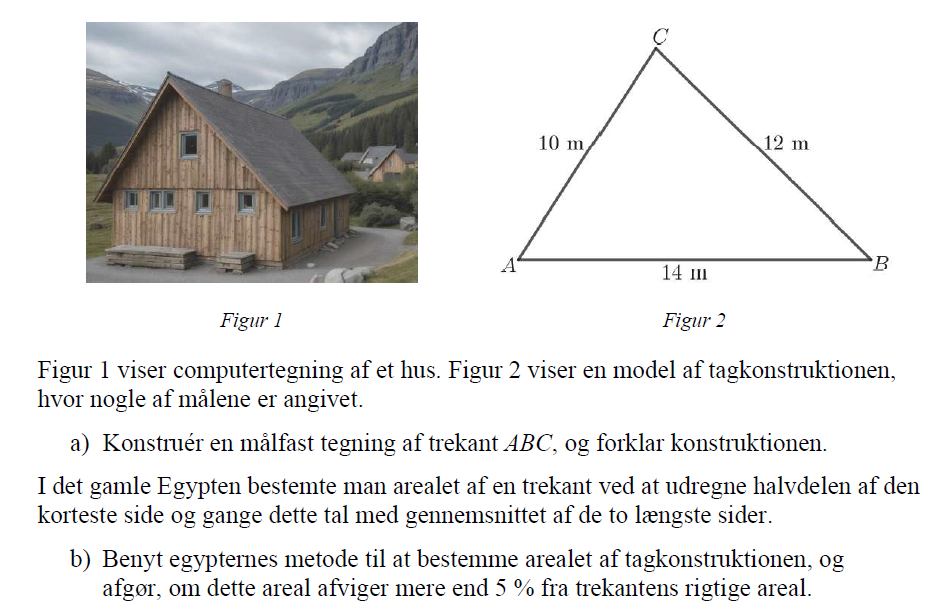 C
10 m
12 m
A
B
14 m
Figur 1
Figur 2
Figur 1 viser computertegning af et hus. Figur 2 viser en model af tagkonstruktionen,
hvor nogle af målene er angivet.
a) Konstruér en målfast tegning af trekant ABC, og forklar konstruktionen.
I det gamle Egypten bestemte man arealet af en trekant ved at udregne halvdelen af den
korteste side og gange dette tal med gennemsnittet af de to længste sider.
b) Benyt egypternes metode til at bestemme arealet af tagkonstruktionen, og
afgør, om dette areal afviger mere end 5 % fra trekantens rigtige areal.